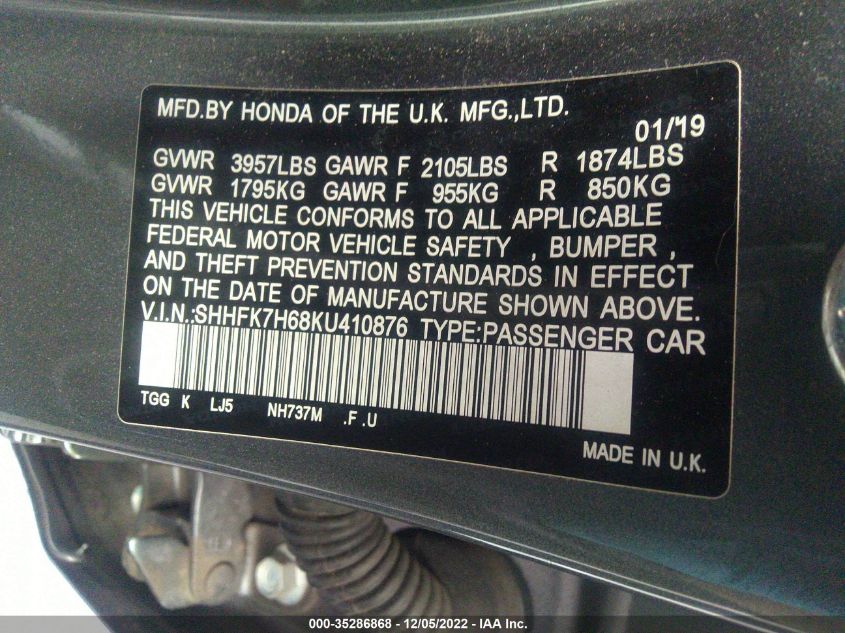 MFD.BY HONDA OF THE U.K. MFG.,LTD.
01/19
GVWR 3957LBS GAWR F 2105LBS R 1874LBS
GVWR 1795KG GAWR F 955KG R 850KG
THIS VEHICLE CONFORMS TO ALL APPLICABLE
FEDERAL MOTOR VEHICLE SAFETY , BUMPER ,
AND THEFT PREVENTION STANDARDS IN EFFECT
ON THE DATE OF MANUFACTURE SHOWN ABOVE.
V.I.N.:SHHFK7H68KU410876 TYPE:PASSENGER CAR
TGG K LJ5 NH737M .F .U
MADE IN U.K.
000-35286868 - 12/05/2022 - IAA Inc.